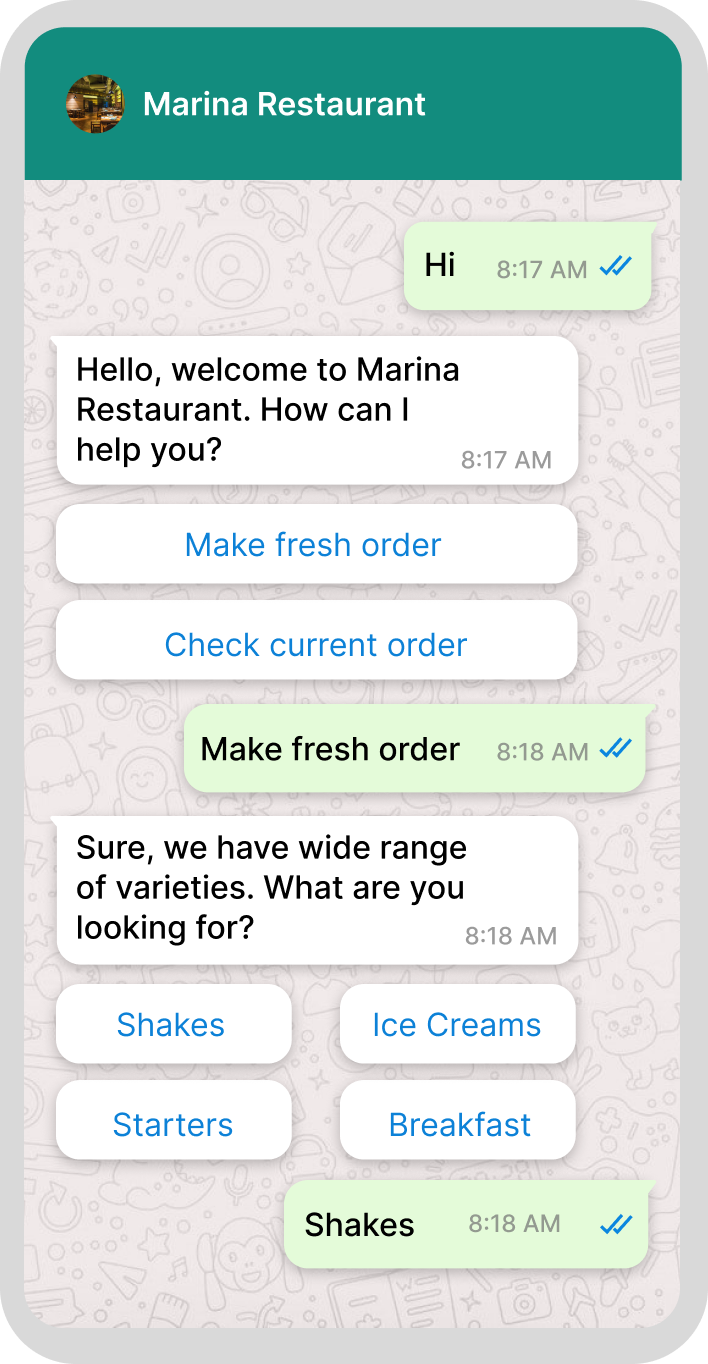 Marina Restaurant
Hi 8:17 AM
Hello, welcome to Marina
Restaurant. How can I
help you?
8:17 AM
Make fresh order
Check current order
Make fresh order 8:18 AM
Sure, we have wide range
of varieties. What are you
looking for?
8:18 AM
Shakes Ice Creams
Starters Breakfast
Shakes 8:18 AM